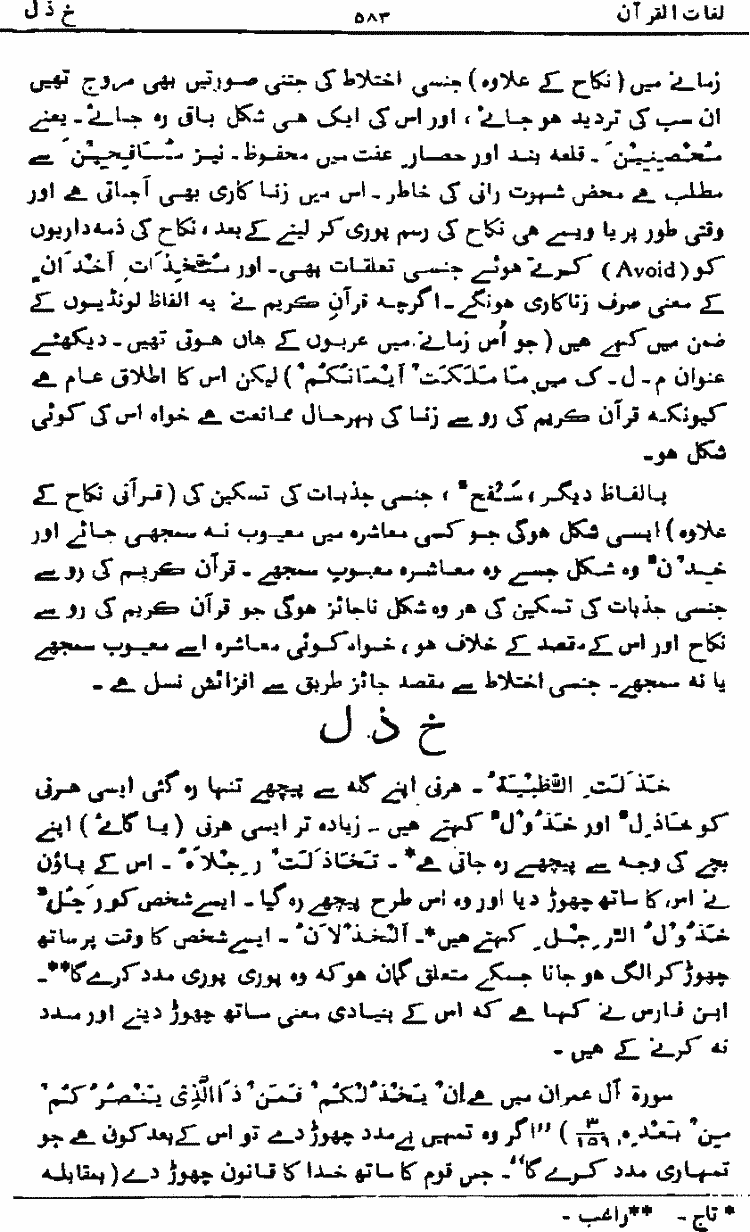 لغات القرآن ۵۸۳ خ ذ ل
زمانے میں (نکاح کے علاوہ) جنسی اختلاط کی جتنی صورتیں بھی مروج تھیں
ان سب کی تردید ہو جائے ، اور اس کی ایک ہی شکل باقی رہ جائے۔ یعنے
مُحْصِنِیْنَ ۔ قلعہ بند اور حصارِ عفت میں محفوظ۔ نیز مُسَافِحِیْنَ سے
مطلب ہے محض شہوت رانی کی خاطر ۔ اس میں زنا کاری بھی آجاتی ہے اور
وقتی طور پر یا ویسے ہی نکاح کی رسم پوری کر لینے کے بعد ، نکاح کی ذمہ داریوں
کو (Avoid) کرتے ہوئے جنسی تعلقات بھی۔ اور مُتَّخِذَاتِ اَخْدَانٍ
کے معنی صرف زناکاری ہونگے ۔ اگرچہ قرآنِ کریم نے یہ الفاظ لونڈیوں کے
ضمن میں کہے ہیں (جو اُس زمانے میں عربوں کے ہاں ہوتی تھیں۔ دیکھئے
عنوان م ۔ ل ۔ ک میں مَا مَلَکَتْ اَیْمَانُکُمْ) لیکن اس کا اطلاق عام ہے
کیونکہ قرآن کریم کی رو سے زنا کی بہرحال ممانعت ہے خواہ اس کی کوئی
شکل ہو۔
بالفاظ دیگر ، سَفْحٌ ، جنسی جذبات کی تسکین کی (قرآنی نکاح کے
علاوہ) ایسی شکل ہوگی جو کسی معاشرہ میں معیوب نہ سمجھی جائے اور
خِدْنٌ وہ شکل جسے وہ معاشرہ معیوب سمجھے ۔ قرآن کریم کی رو سے
جنسی جذبات کی تسکین کی ہر وہ شکل ناجائز ہوگی جو قرآن کریم کی رو سے
نکاح اور اس کے مقصد کے خلاف ہو ، خواہ کوئی معاشرہ اسے معیوب سمجھے
یا نہ سمجھے۔ جنسی اختلاط سے مقصد جائز طریق سے افزائش نسل ہے ۔
خ ذ ل
خَذَلَتِ الظَّبْیَۃُ ۔ ہرنی اپنے گلہ سے پیچھے تنہا رہ گئی ایسی ہرنی
کو خَاذِلٌ اور خَذُوْلٌ کہتے ہیں ۔ زیادہ تر ایسی ہرنی (یا گائے) اپنے
بچے کی وجہ سے پیچھے رہ جاتی ہے* ۔ تَخَاذَلَتْ رِجْلَاہُ ۔ اس کے پاؤں
نے اس کا ساتھ چھوڑ دیا اور وہ اس طرح پیچھے رہ گیا ۔ ایسے شخص کو رَجُلٌ
خَذُوْلُ الرِّجْلِ کہتے ہیں*۔ اَلْخِذْلَانُ ۔ ایسے شخص کا وقت پر ساتھ
چھوڑ کر الگ ہو جانا جسکے متعلق گمان ہو کہ وہ پوری پوری مدد کرے گا**۔
ابن فارس نے کہا ہے کہ اس کے بنیادی معنی ساتھ چھوڑ دینے اور مدد
نہ کرنے کے ہیں ۔
سورۃ آل عمران میں ہے اِنْ یَخْذُلْکُمْ فَمَنْ ذَا الَّذِیْ یَنْصُرُکُمْ
مِنْ بَعْدِہٖ (۳/۱۵۹) ”اگر وہ تمہیں بے مدد چھوڑ دے تو اس کے بعد کون ہے جو
تمہاری مدد کرے گا“۔ جس قوم کا ساتھ خدا کا قانون چھوڑ دے (بمقابلہ
* تاج ۔ **راغب ۔